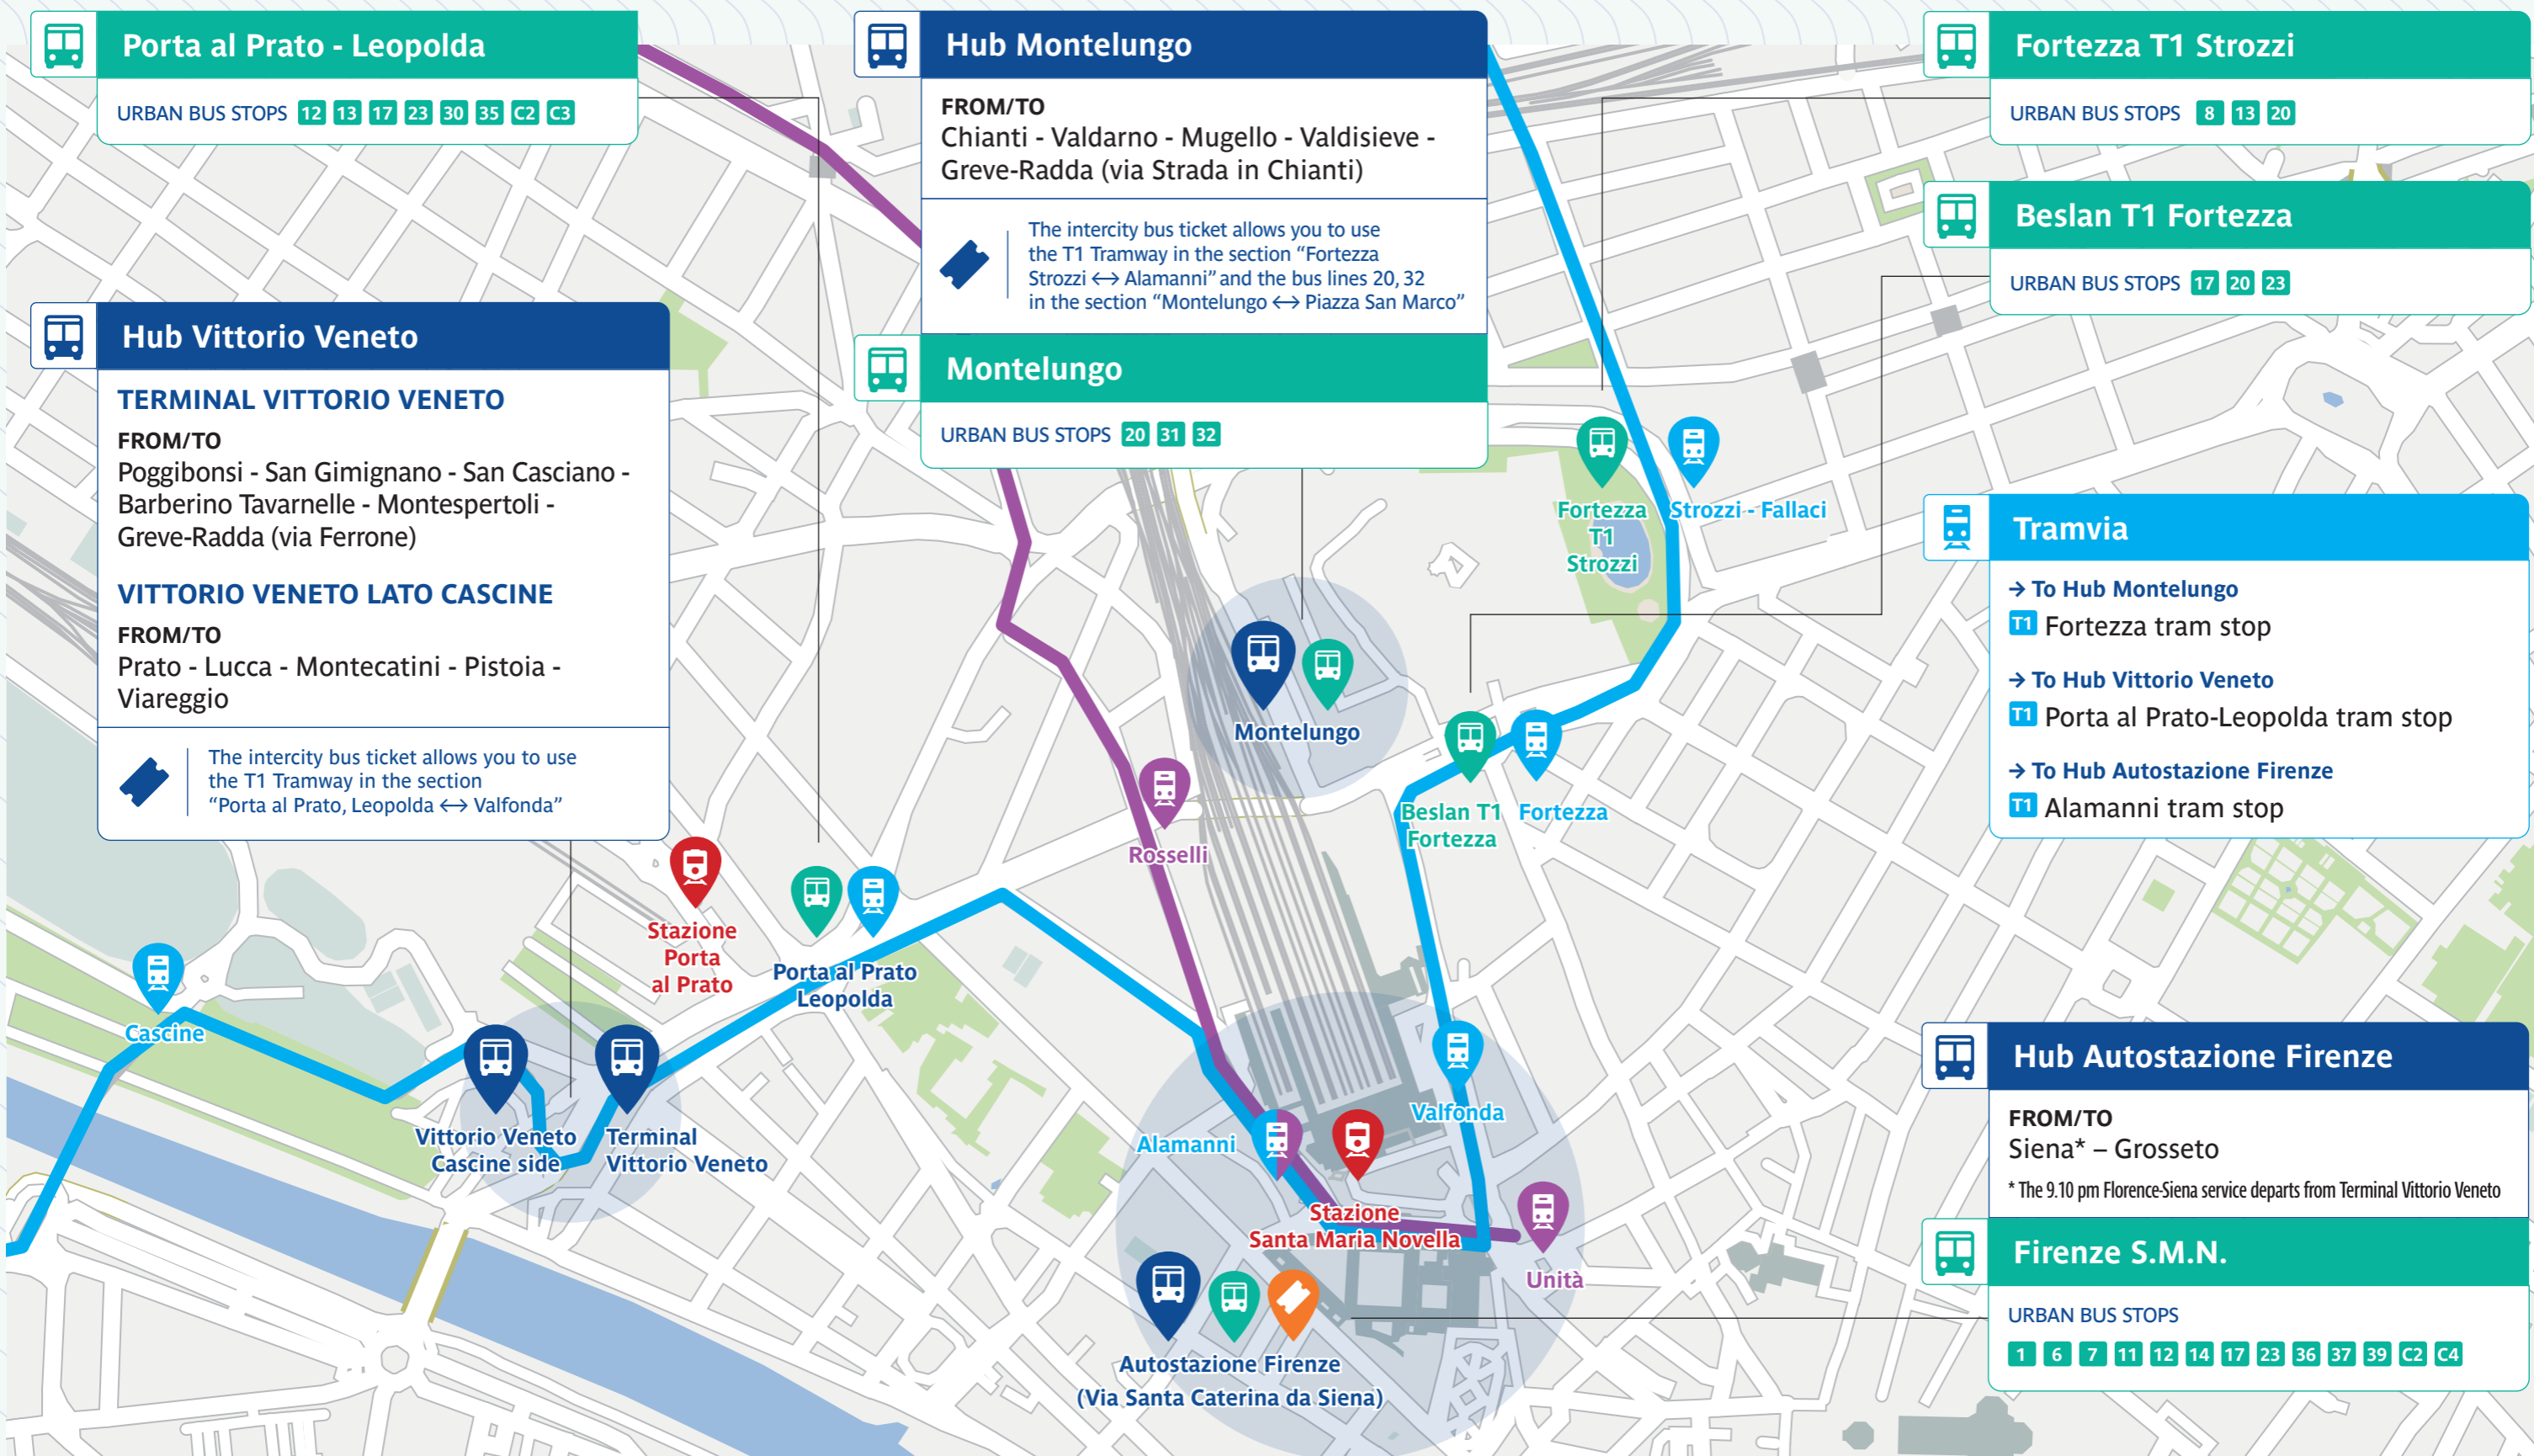 Porta al Prato - Leopolda
URBAN BUS STOPS 12 13 17 23 30 35 C2 C3
Hub Vittorio Veneto
TERMINAL VITTORIO VENETO
FROM/TO
Poggibonsi - San Gimignano - San Casciano -
Barberino Tavarnelle - Montespertoli -
Greve-Radda (via Ferrone)
VITTORIO VENETO LATO CASCINE
FROM/TO
Prato - Lucca - Montecatini - Pistoia -
Viareggio
The intercity bus ticket allows you to use
the T1 Tramway in the section
“Porta al Prato, Leopolda ↔ Valfonda”
Hub Montelungo
FROM/TO
Chianti - Valdarno - Mugello - Valdisieve -
Greve-Radda (via Strada in Chianti)
The intercity bus ticket allows you to use
the T1 Tramway in the section “Fortezza
Strozzi ↔ Alamanni” and the bus lines 20, 32
in the section “Montelungo ↔ Piazza San Marco”
Montelungo
URBAN BUS STOPS 20 31 32
Fortezza T1 Strozzi
URBAN BUS STOPS 8 13 20
Beslan T1 Fortezza
URBAN BUS STOPS 17 20 23
Tramvia
→ To Hub Montelungo
T1 Fortezza tram stop
→ To Hub Vittorio Veneto
T1 Porta al Prato-Leopolda tram stop
→ To Hub Autostazione Firenze
T1 Alamanni tram stop
Hub Autostazione Firenze
FROM/TO
Siena* – Grosseto
* The 9.10 pm Florence-Siena service departs from Terminal Vittorio Veneto
Firenze S.M.N.
URBAN BUS STOPS
1 6 7 11 12 14 17 23 36 37 39 C2 C4
Fortezza
T1
Strozzi
Strozzi - Fallaci
Montelungo
Beslan T1
Fortezza
Fortezza
Rosselli
Stazione
Porta
al Prato
Porta al Prato
Leopolda
Cascine
Vittorio Veneto
Cascine side
Terminal
Vittorio Veneto
Alamanni
Valfonda
Stazione
Santa Maria Novella
Unità
Autostazione Firenze
(Via Santa Caterina da Siena)